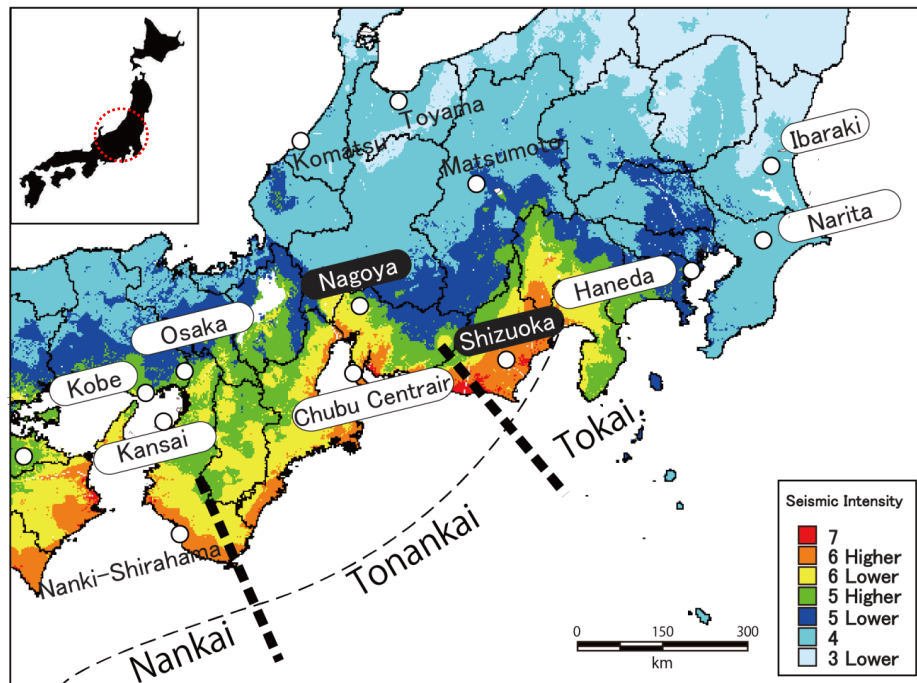 Toyama
Komatsu
Matsumoto
Ibaraki
Narita
Nagoya
Haneda
Osaka
Shizuoka
Kobe
Chubu Centrair
Kansai
Tokai
Nanki-Shirahama
Tonankai
Nankai
Seismic Intensity
7
6 Higher
6 Lower
5 Higher
5 Lower
4
3 Lower
0 150 300
km